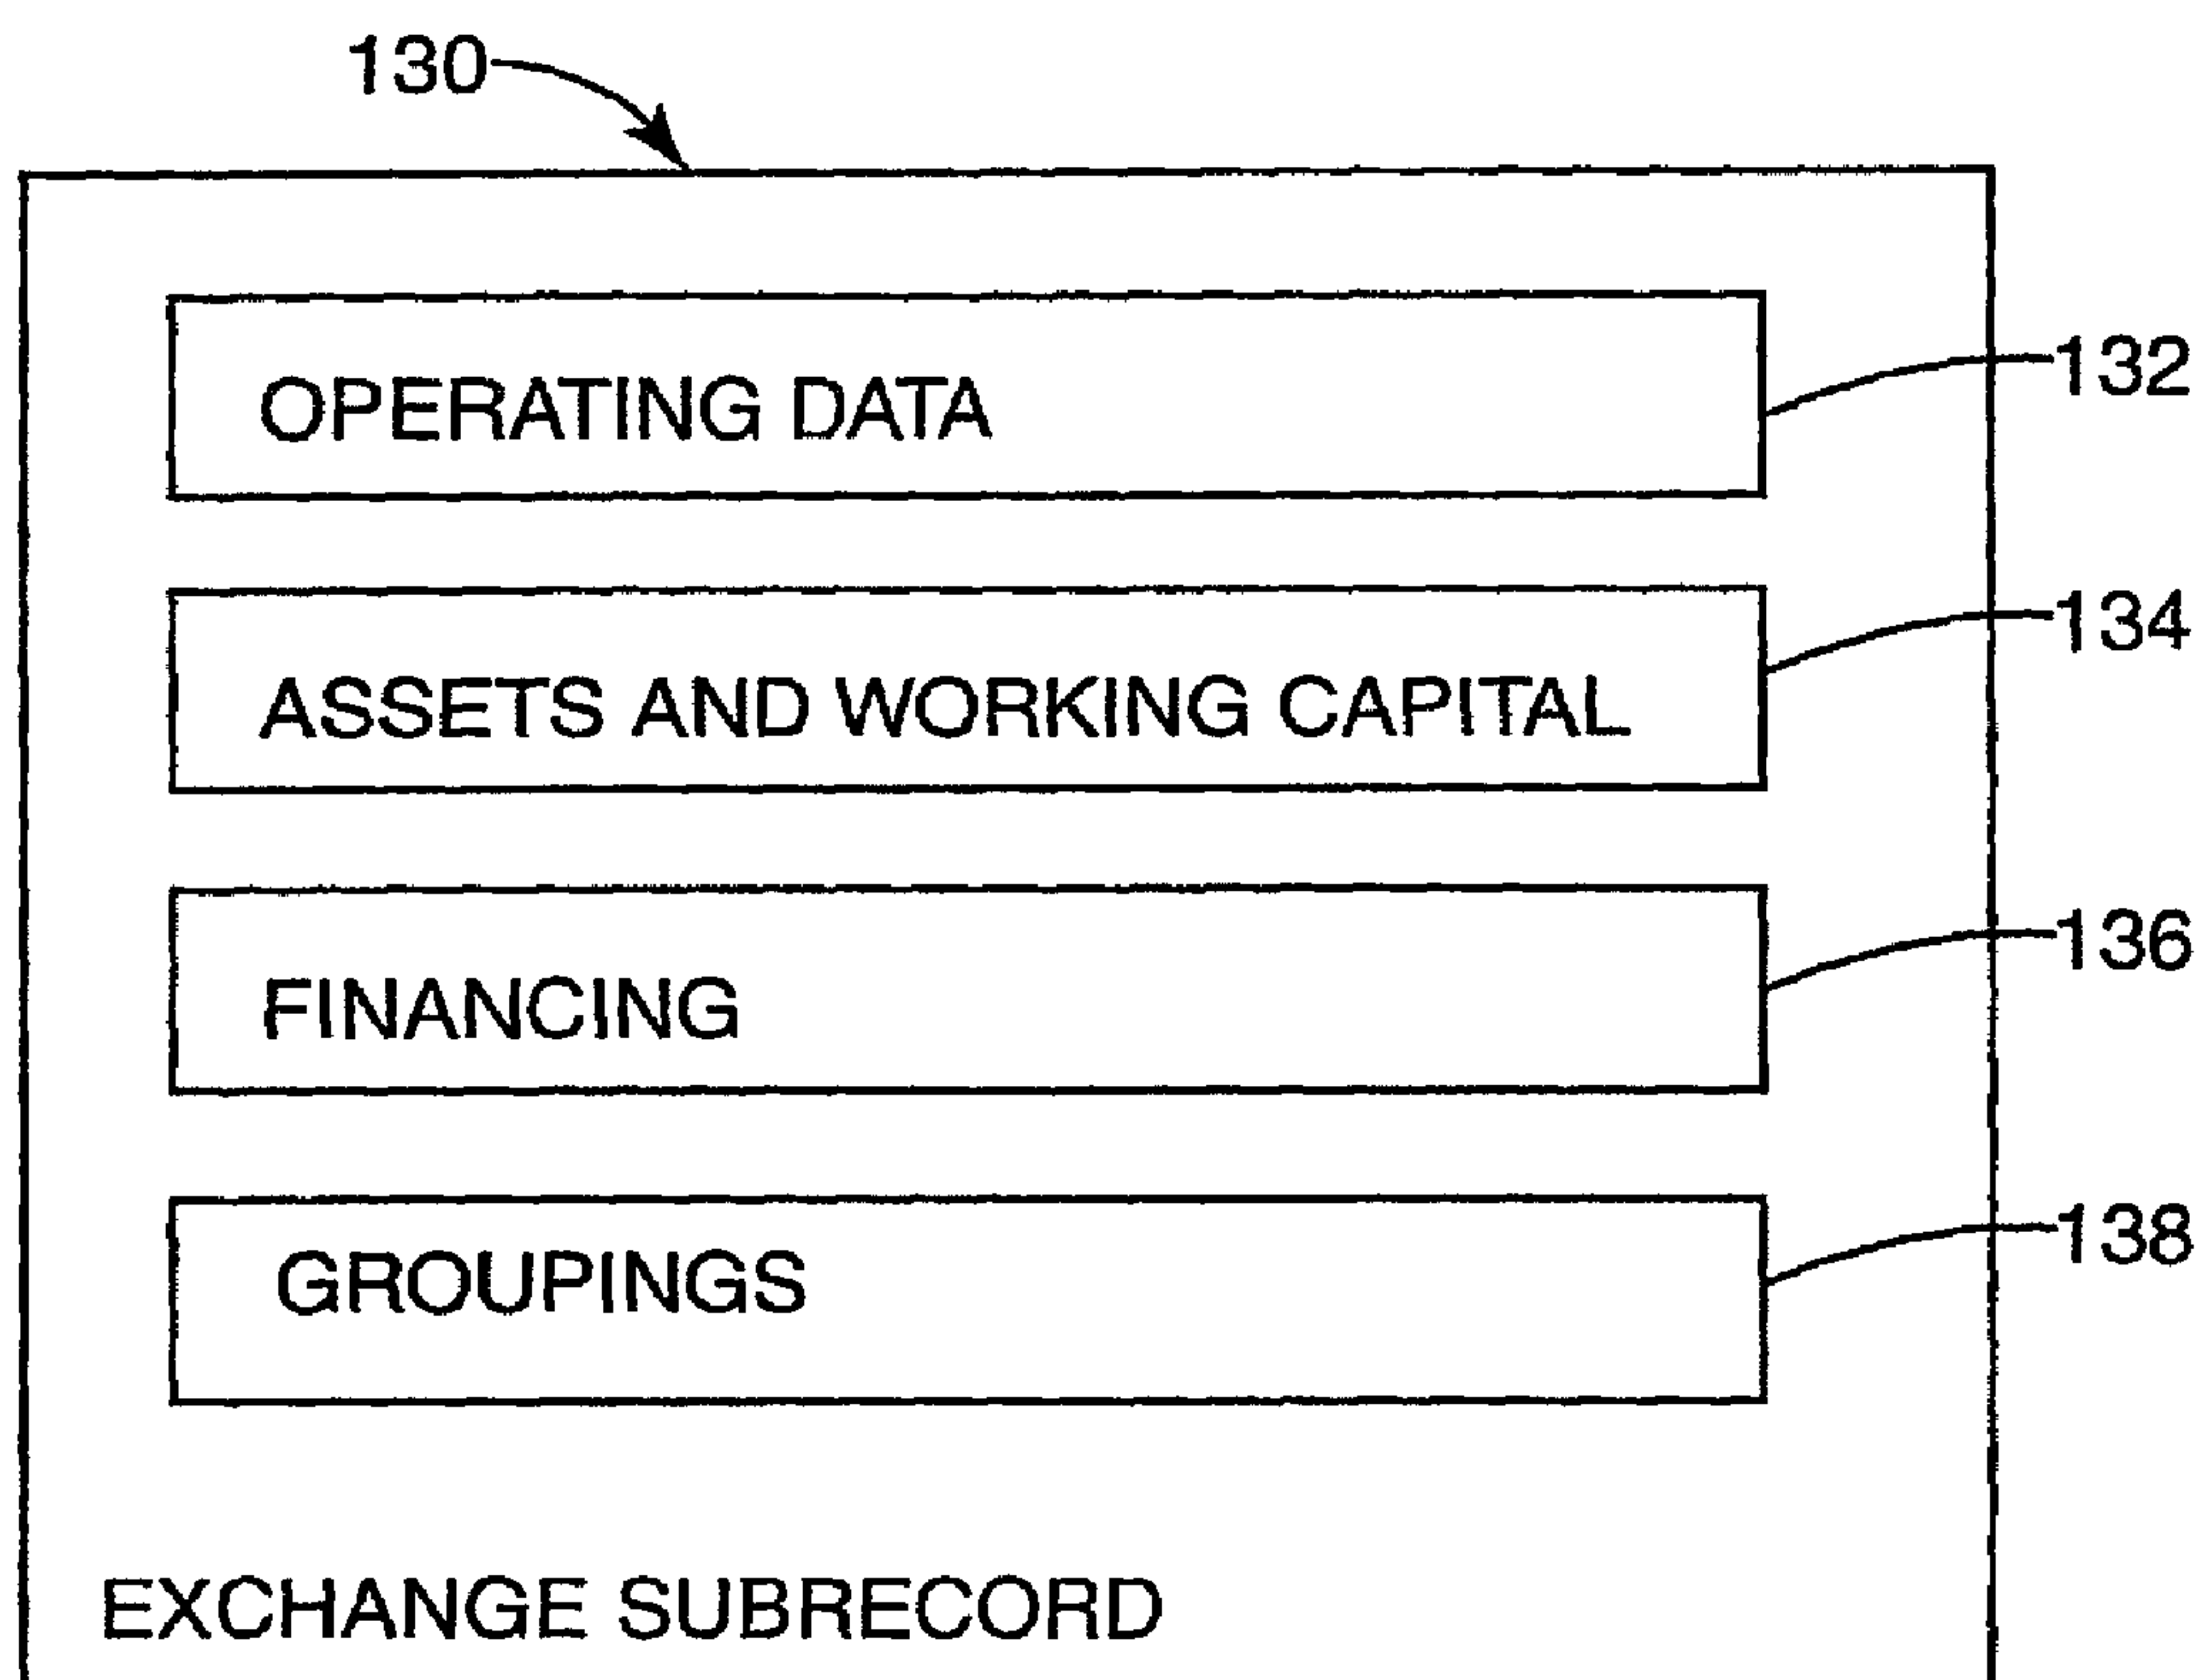 130
OPERATING DATA
132
ASSETS AND WORKING CAPITAL
134
FINANCING
136
GROUPINGS
138
EXCHANGE SUBRECORD